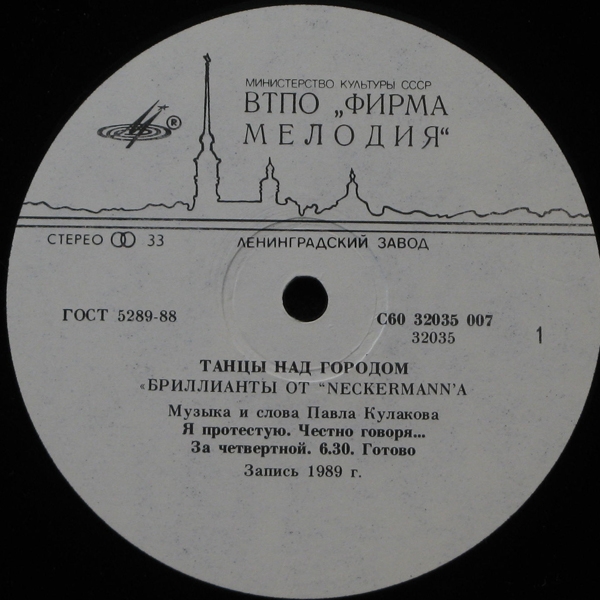 МИНИСТЕРСТВО КУЛЬТУРЫ СССР
ВТПО „ФИРМА
МЕЛОДИЯ“
®
СТЕРЕО 33
ЛЕНИНГРАДСКИЙ ЗАВОД
ГОСТ 5289-88
С60 32035 007
32035
1
ТАНЦЫ НАД ГОРОДОМ
«БРИЛЛИАНТЫ ОТ “NECKERMANN'А
Музыка и слова Павла Кулакова
Я протестую. Честно говоря...
За четвертной. 6.30. Готово
Запись 1989 г.